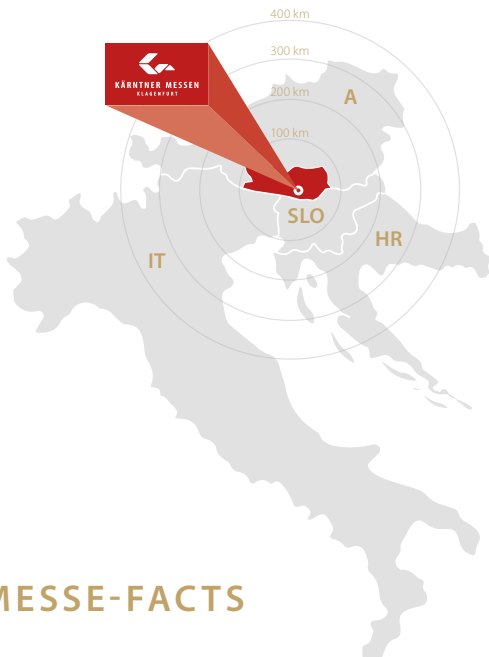 400 km
300 km
200 km
100 km
KÄRNTNER MESSEN
KLAGENFURT
A
SLO
HR
IT
MESSE-FACTS